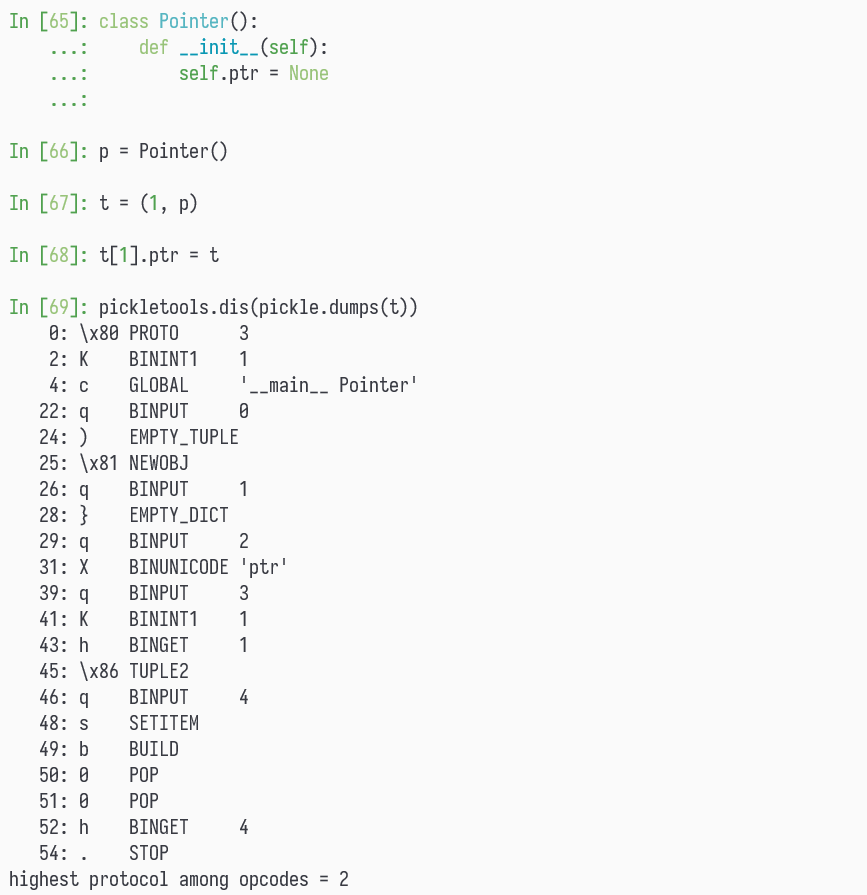 In [65]: class Pointer():
    ...:     def __init__(self):
    ...:         self.ptr = None
    ...:
In [66]: p = Pointer()
In [67]: t = (1, p)
In [68]: t[1].ptr = t
In [69]: pickletools.dis(pickle.dumps(t))
    0: \x80 PROTO      3
    2: K    BININT1    1
    4: c    GLOBAL     '__main__ Pointer'
   22: q    BINPUT     0
   24: )    EMPTY_TUPLE
   25: \x81 NEWOBJ
   26: q    BINPUT     1
   28: }    EMPTY_DICT
   29: q    BINPUT     2
   31: X    BINUNICODE 'ptr'
   39: q    BINPUT     3
   41: K    BININT1    1
   43: h    BINGET     1
   45: \x86 TUPLE2
   46: q    BINPUT     4
   48: s    SETITEM
   49: b    BUILD
   50: 0    POP
   51: 0    POP
   52: h    BINGET     4
   54: .    STOP
highest protocol among opcodes = 2